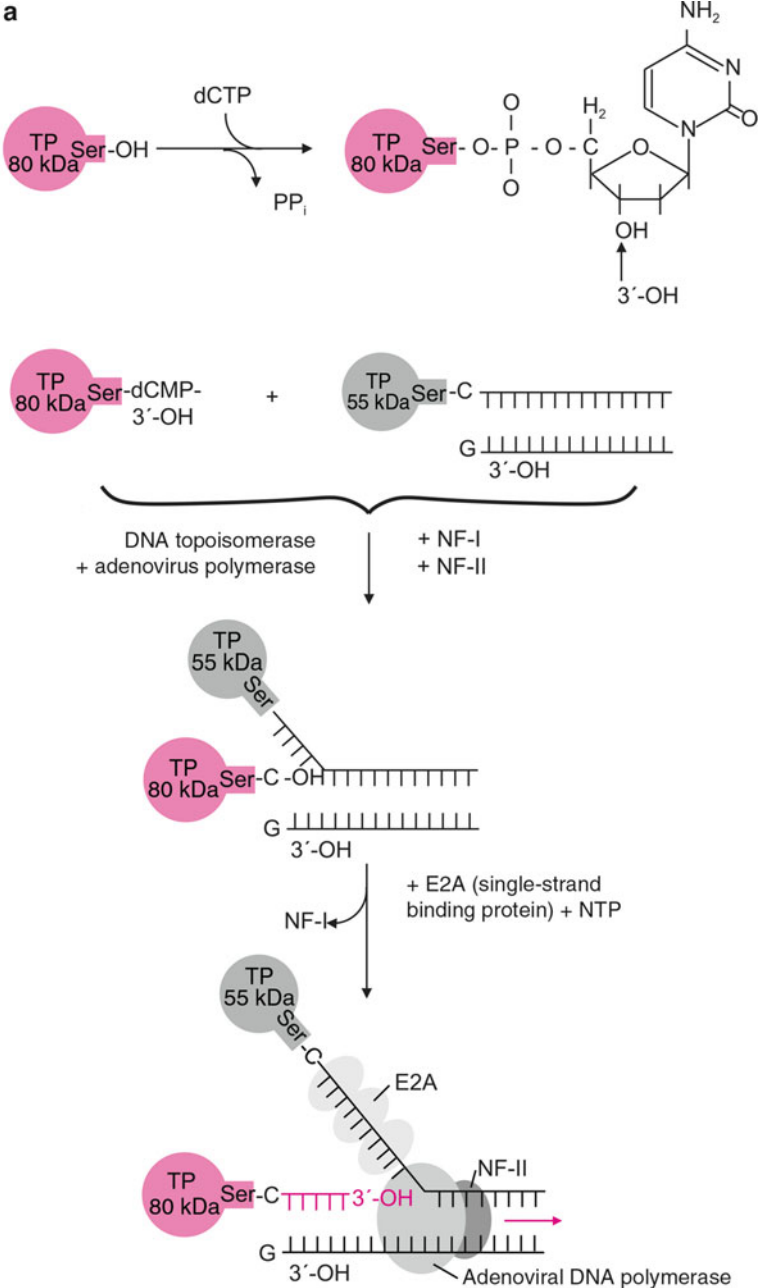 a
NH2
dCTP
N
TP
80 kDa
Ser-OH
TP
80 kDa
Ser-O-P-O-C
O
O
H2
O
N
O
PPi
OH
3´-OH
TP
80 kDa
Ser-dCMP-
3´-OH
+
TP
55 kDa
Ser-C
G
3´-OH
DNA topoisomerase
+ adenovirus polymerase
+ NF-I
+ NF-II
TP
55 kDa
Ser
TP
80 kDa
Ser-C-OH
G
3´-OH
+ E2A (single-strand
binding protein) + NTP
NF-I
TP
55 kDa
Ser-C
E2A
NF-II
TP
80 kDa
Ser-C
3´-OH
G
3´-OH
Adenoviral DNA polymerase